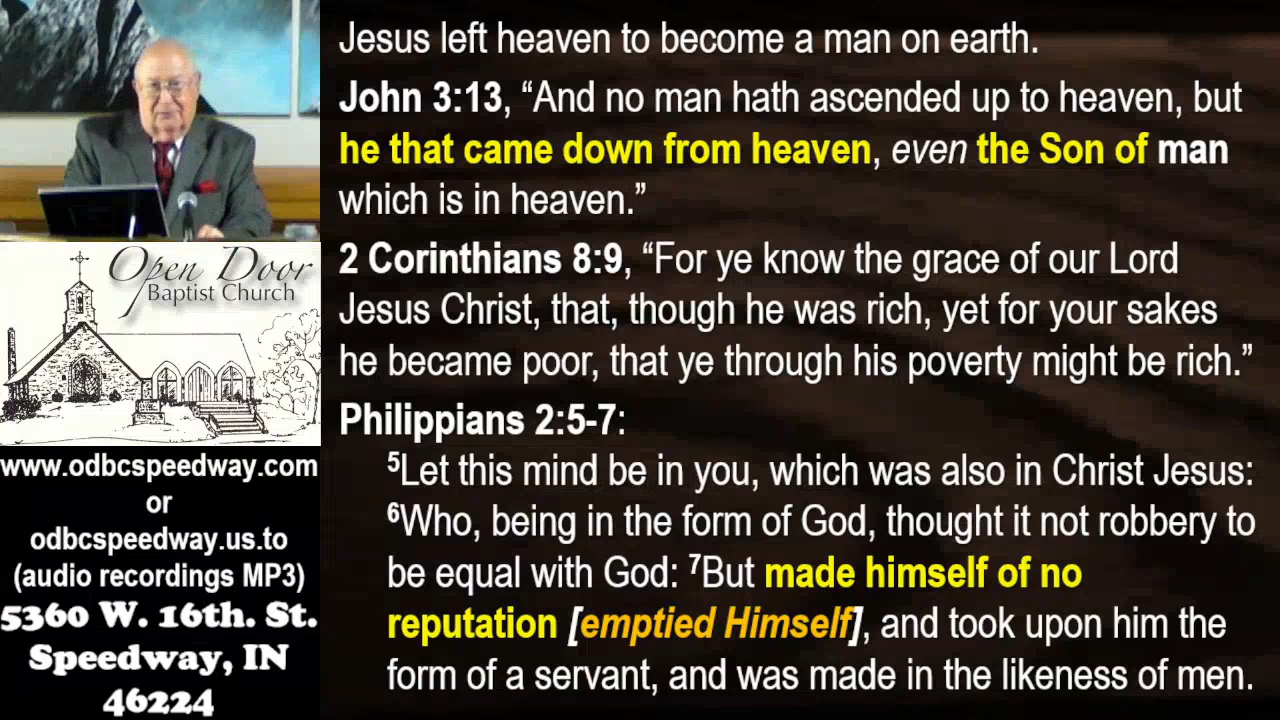 Jesus left heaven to become a man on earth.
John 3:13, “And no man hath ascended up to heaven, but
he that came down from heaven, even the Son of man
which is in heaven.”
2 Corinthians 8:9, “For ye know the grace of our Lord
Jesus Christ, that, though he was rich, yet for your sakes
he became poor, that ye through his poverty might be rich.”
Philippians 2:5-7:
5Let this mind be in you, which was also in Christ Jesus:
6Who, being in the form of God, thought it not robbery to
be equal with God: 7But made himself of no
reputation [emptied Himself], and took upon him the
form of a servant, and was made in the likeness of men.
Open Door
Baptist Church
www.odbcspeedway.com
or
odbcspeedway.us.to
(audio recordings MP3)
5360 W. 16th. St.
Speedway, IN
46224